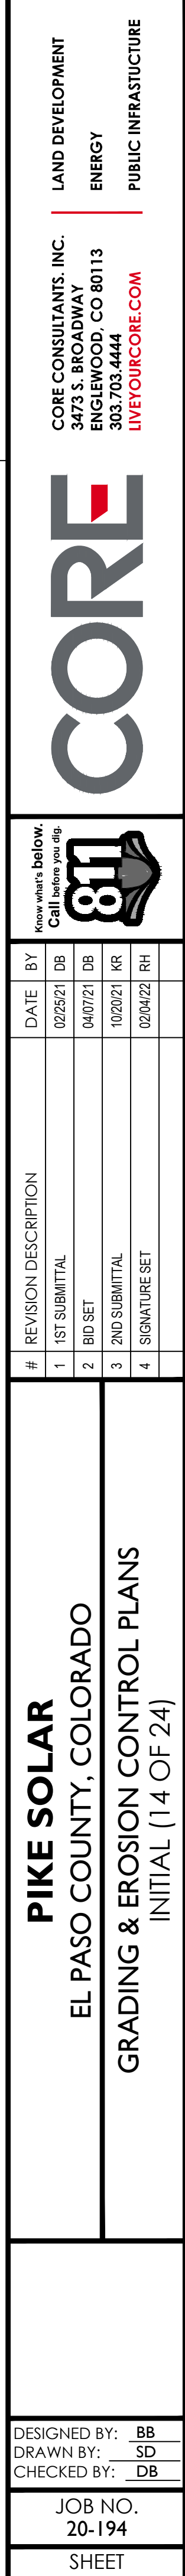 CORE
CORE CONSULTANTS. INC.
3473 S. BROADWAY
ENGLEWOOD, CO 80113
303.703.4444
LIVEYOURCORE.COM
LAND DEVELOPMENT
ENERGY
PUBLIC INFRASTUCTURE
Know what's below.
Call before you dig.
811
# REVISION DESCRIPTION DATE BY
1 1ST SUBMITTAL 02/25/21 DB
2 BID SET 04/07/21 DB
3 2ND SUBMITTAL 10/20/21 KR
4 SIGNATURE SET 02/04/22 RH
PIKE SOLAR
EL PASO COUNTY, COLORADO
GRADING & EROSION CONTROL PLANS
INITIAL (14 OF 24)
DESIGNED BY: BB
DRAWN BY: SD
CHECKED BY: DB
JOB NO.
20-194
SHEET